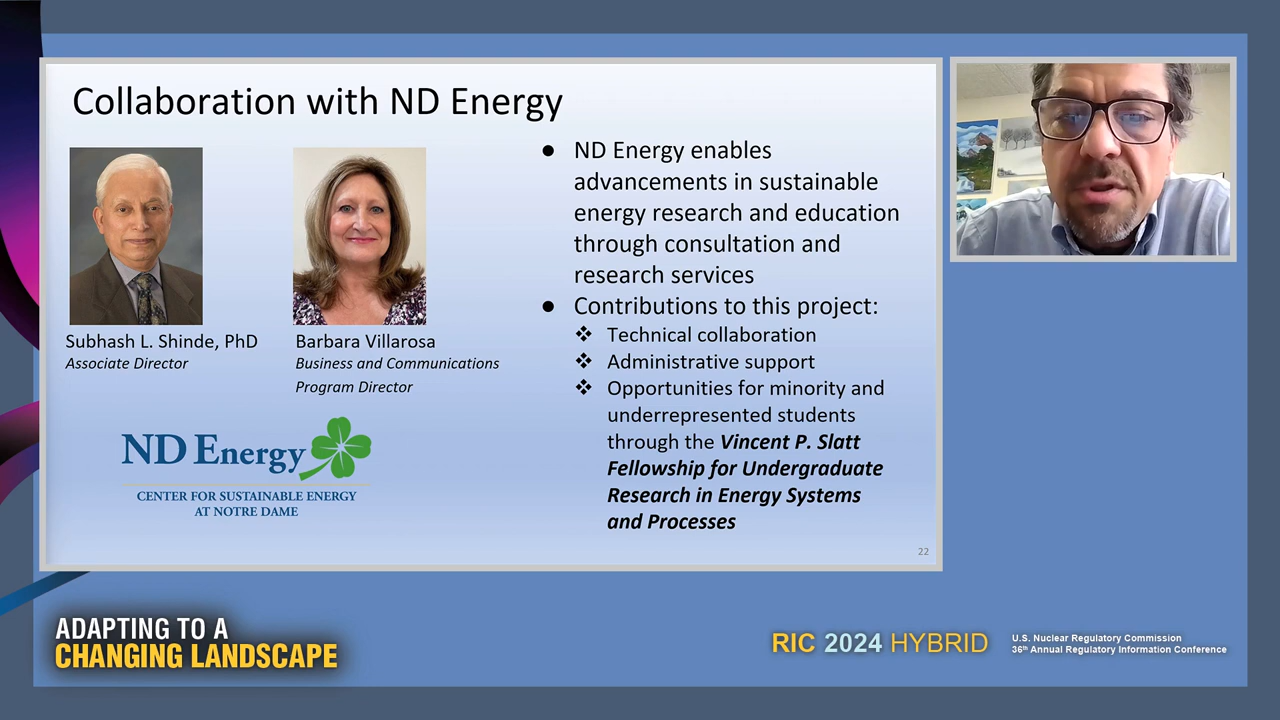 Collaboration with ND Energy
Subhash L. Shinde, PhD
Associate Director
Barbara Villarosa
Business and Communications
Program Director
ND Energy
CENTER FOR SUSTAINABLE ENERGY
AT NOTRE DAME
● ND Energy enables
advancements in sustainable
energy research and education
through consultation and
research services
● Contributions to this project:
❖ Technical collaboration
❖ Administrative support
❖ Opportunities for minority and
underrepresented students
through the Vincent P. Slatt
Fellowship for Undergraduate
Research in Energy Systems
and Processes
22
ADAPTING TO A
CHANGING LANDSCAPE
RIC 2024 HYBRID
U.S. Nuclear Regulatory Commission
36th Annual Regulatory Information Conference